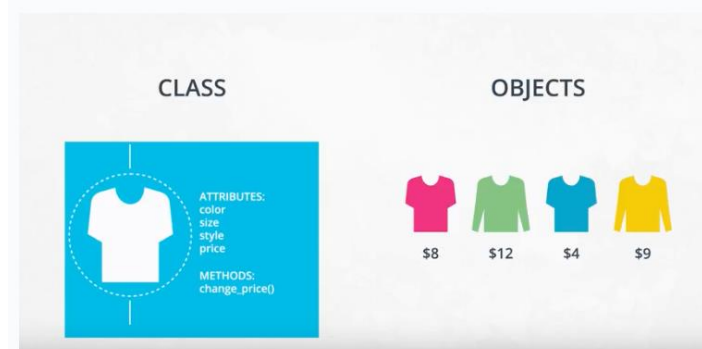 CLASS
OBJECTS
ATTRIBUTES:
color
size
style
price
METHODS:
change_price()
$8 $12 $4 $9